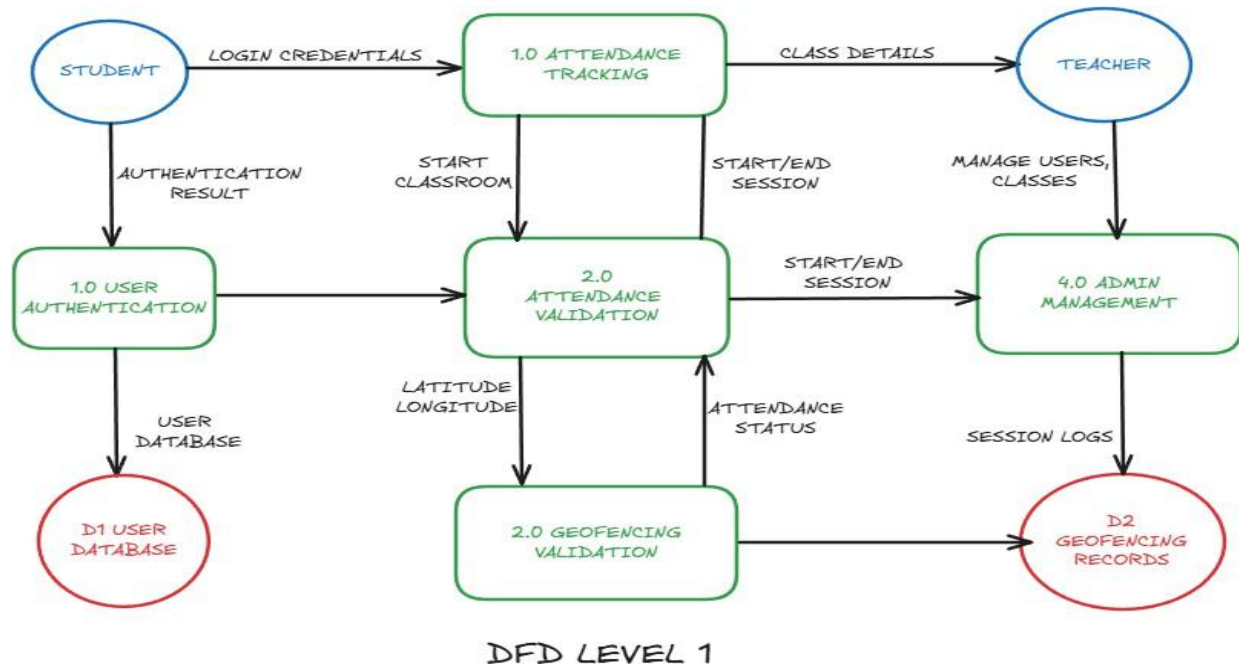 STUDENT
LOGIN CREDENTIALS
1.0 ATTENDANCE
TRACKING
CLASS DETAILS
TEACHER
AUTHENTICATION
RESULT
START
CLASSROOM
START/END
SESSION
MANAGE USERS,
CLASSES
1.0 USER
AUTHENTICATION
2.0
ATTENDANCE
VALIDATION
START/END
SESSION
4.0 ADMIN
MANAGEMENT
USER
DATABASE
LATITUDE
LONGITUDE
ATTENDANCE
STATUS
SESSION LOGS
D1 USER
DATABASE
2.0 GEOFENCING
VALIDATION
D2
GEOFENCING
RECORDS
DFD LEVEL 1